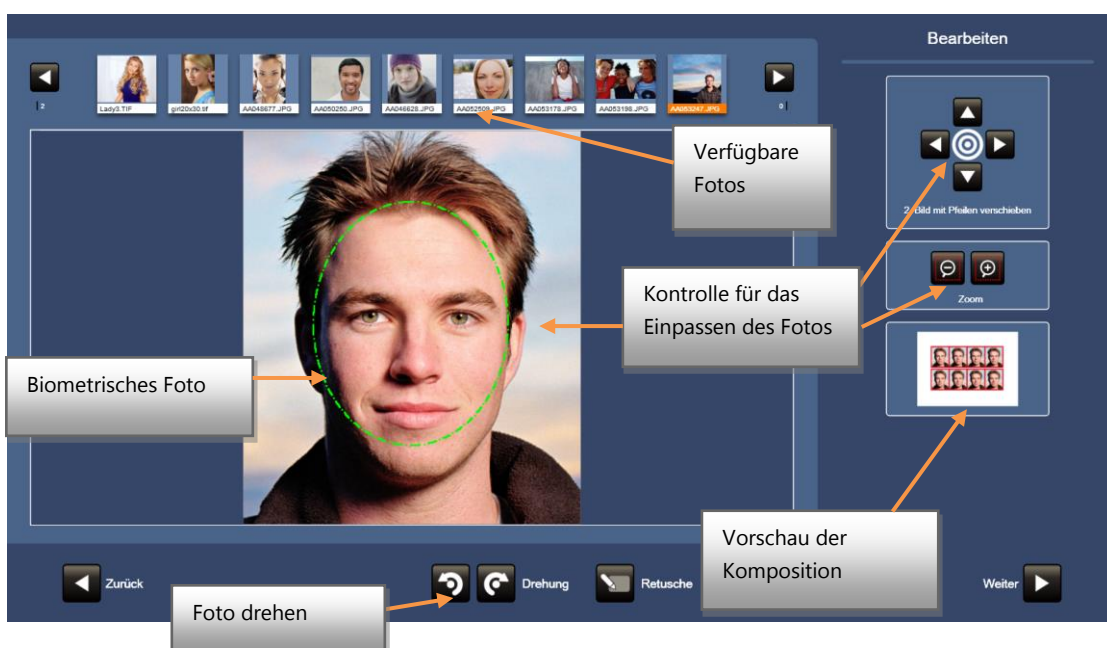 Bearbeiten
Lady3.TIF
girl20x30.tif
AA048677.JPG
AA050250.JPG
AA046628.JPG
AA052509.JPG
AA053178.JPG
AA053198.JPG
AA053247.JPG
2
0
Verfügbare
Fotos
2. Bild mit Pfeilen verschieben
Kontrolle für das
Einpassen des Fotos
Zoom
Biometrisches Foto
Vorschau der
Komposition
Zurück
Drehung
Retusche
Weiter
Foto drehen